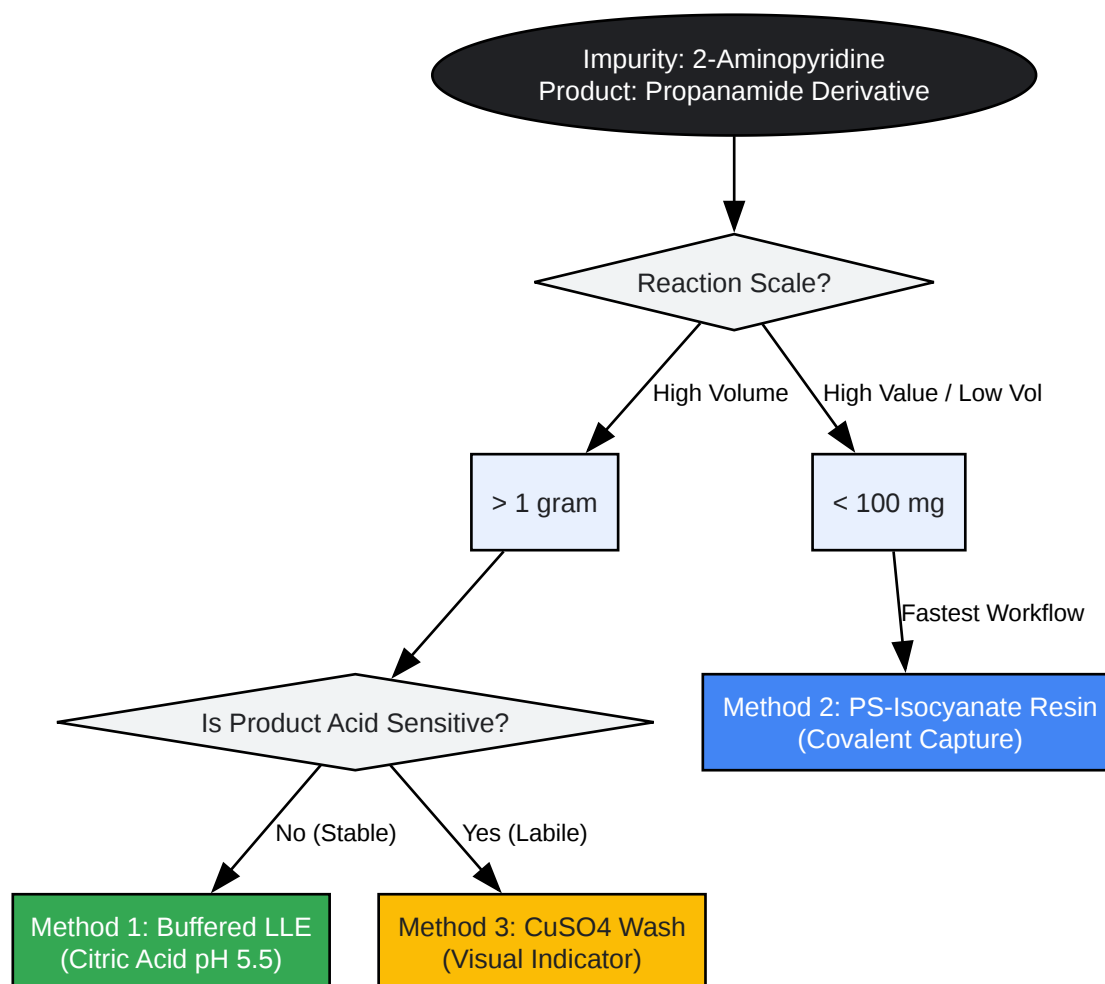 Impurity: 2-Aminopyridine
Product: Propanamide Derivative
Reaction Scale?
High Volume
High Value / Low Vol
> 1 gram
< 100 mg
Fastest Workflow
Is Product Acid Sensitive?
Method 2: PS-Isocyanate Resin
(Covalent Capture)
No (Stable)
Yes (Labile)
Method 1: Buffered LLE
(Citric Acid pH 5.5)
Method 3: CuSO4 Wash
(Visual Indicator)